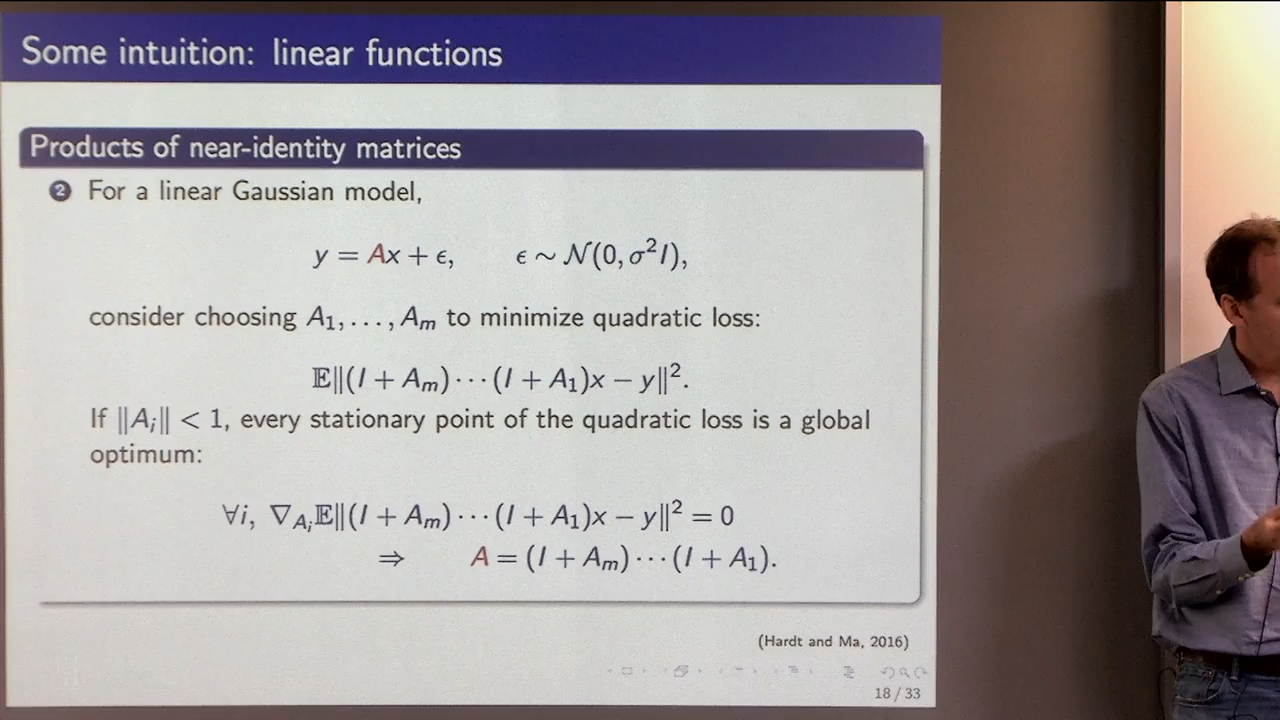 Some intuition: linear functions
Products of near-identity matrices
2 For a linear Gaussian model,
y = Ax + ϵ, ϵ ∼ 𝒩(0, σ²I),
consider choosing A₁, . . . , Aₘ to minimize quadratic loss:
𝔼‖(I + Aₘ) ⋯ (I + A₁)x − y‖².
If ‖Aᵢ‖ < 1, every stationary point of the quadratic loss is a global
optimum:
∀i, ∇_{Aᵢ}𝔼‖(I + Aₘ) ⋯ (I + A₁)x − y‖² = 0
⇒ A = (I + Aₘ) ⋯ (I + A₁).
(Hardt and Ma, 2016)
18 / 33